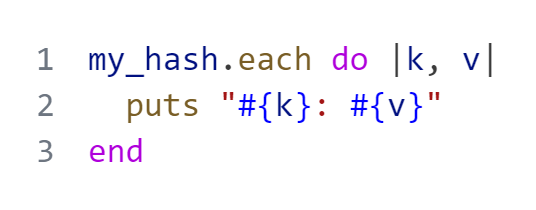 1 my_hash.each do |k, v|
2   puts "#{k}: #{v}"
3 end